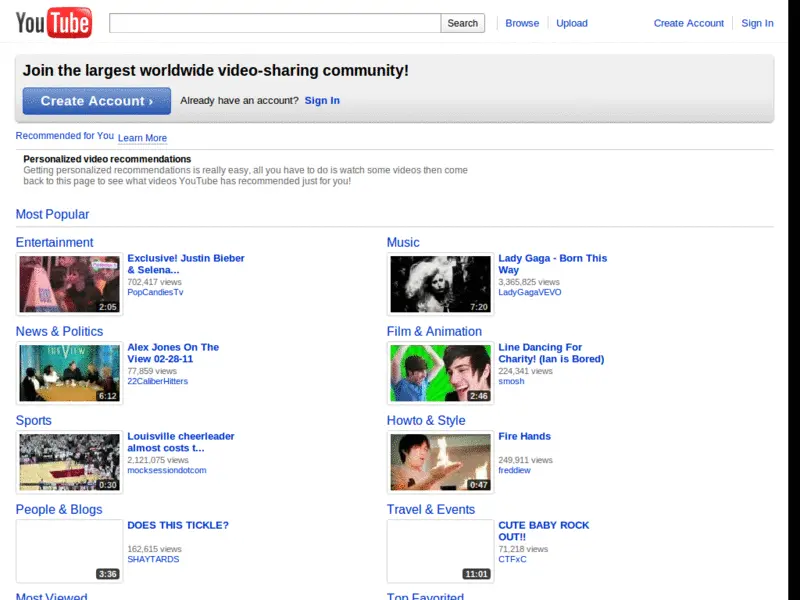 YouTube
Search
Browse
Upload
Create Account
Sign In
Join the largest worldwide video-sharing community!
Create Account ›
Already have an account? Sign In
Recommended for You Learn More
Personalized video recommendations
Getting personalized recommendations is really easy, all you have to do is watch some videos then come
back to this page to see what videos YouTube has recommended just for you!
Most Popular
Entertainment
2:05
Exclusive! Justin Bieber
& Selena...
702,417 views
PopCandiesTv
Music
7:20
Lady Gaga - Born This
Way
3,365,825 views
LadyGagaVEVO
News & Politics
THE VIEW
6:12
Alex Jones On The
View 02-28-11
77,859 views
22CaliberHitters
Film & Animation
2:46
Line Dancing For
Charity! (Ian is Bored)
224,341 views
smosh
Sports
0:30
Louisville cheerleader
almost costs t...
2,121,075 views
mocksessiondotcom
Howto & Style
0:47
Fire Hands
249,911 views
freddiew
People & Blogs
3:36
DOES THIS TICKLE?
162,615 views
SHAYTARDS
Travel & Events
11:01
CUTE BABY ROCK
OUT!!
71,218 views
CTFxC
Most Viewed
Top Favorited